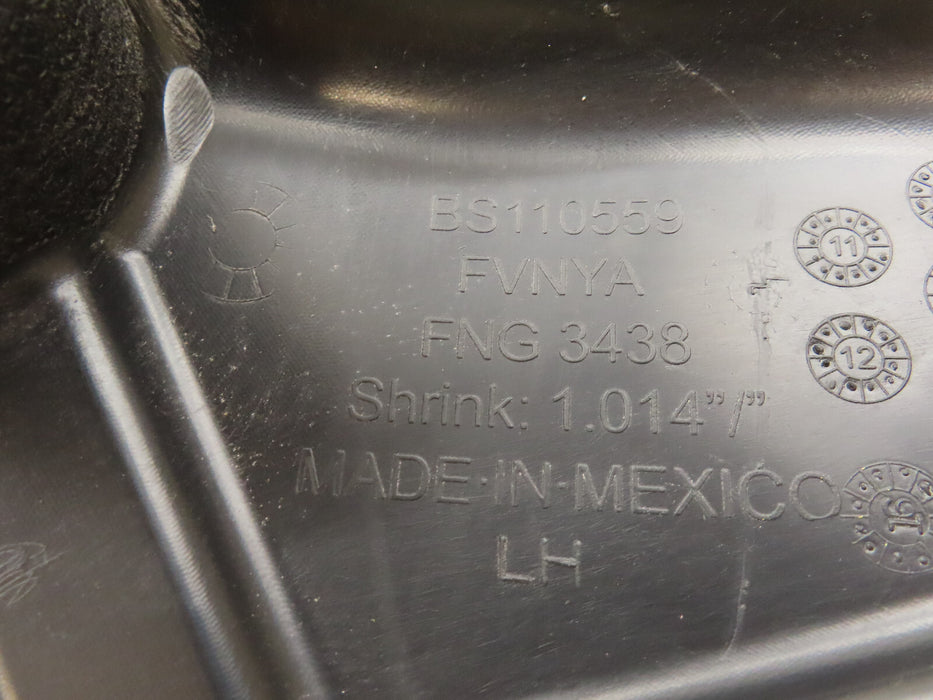 BS110559
FVNYA
FNG 3438
Shrink: 1.014”/”
MADE·IN·MEXICO
LH
11
12